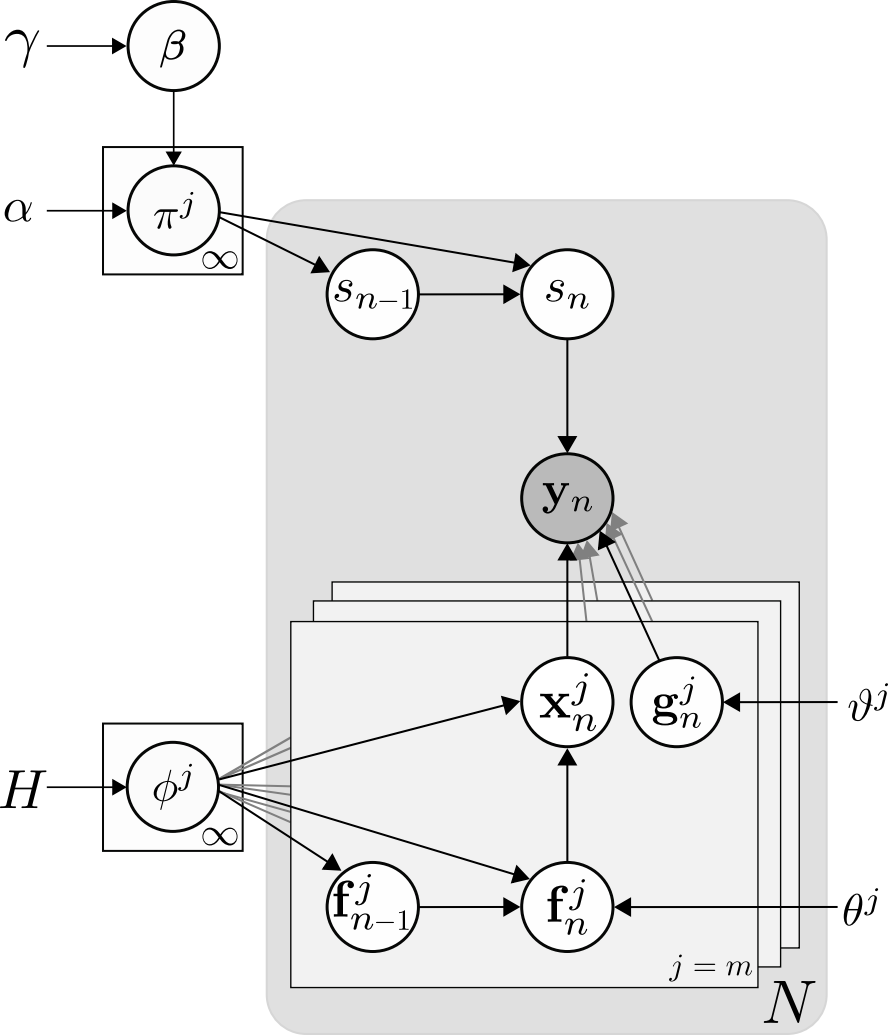 γ β
α π^j
∞
s_{n−1} s_n
y_n
x_n^j g_n^j ϑ^j
H ϕ^j
∞
f_{n−1}^j f_n^j θ^j
j = m
N